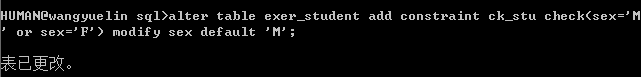 HUMAN@wangyuelin sql>alter table exer_student add constraint ck_stu check(sex='M
' or sex='F') modify sex default 'M';
表已更改。